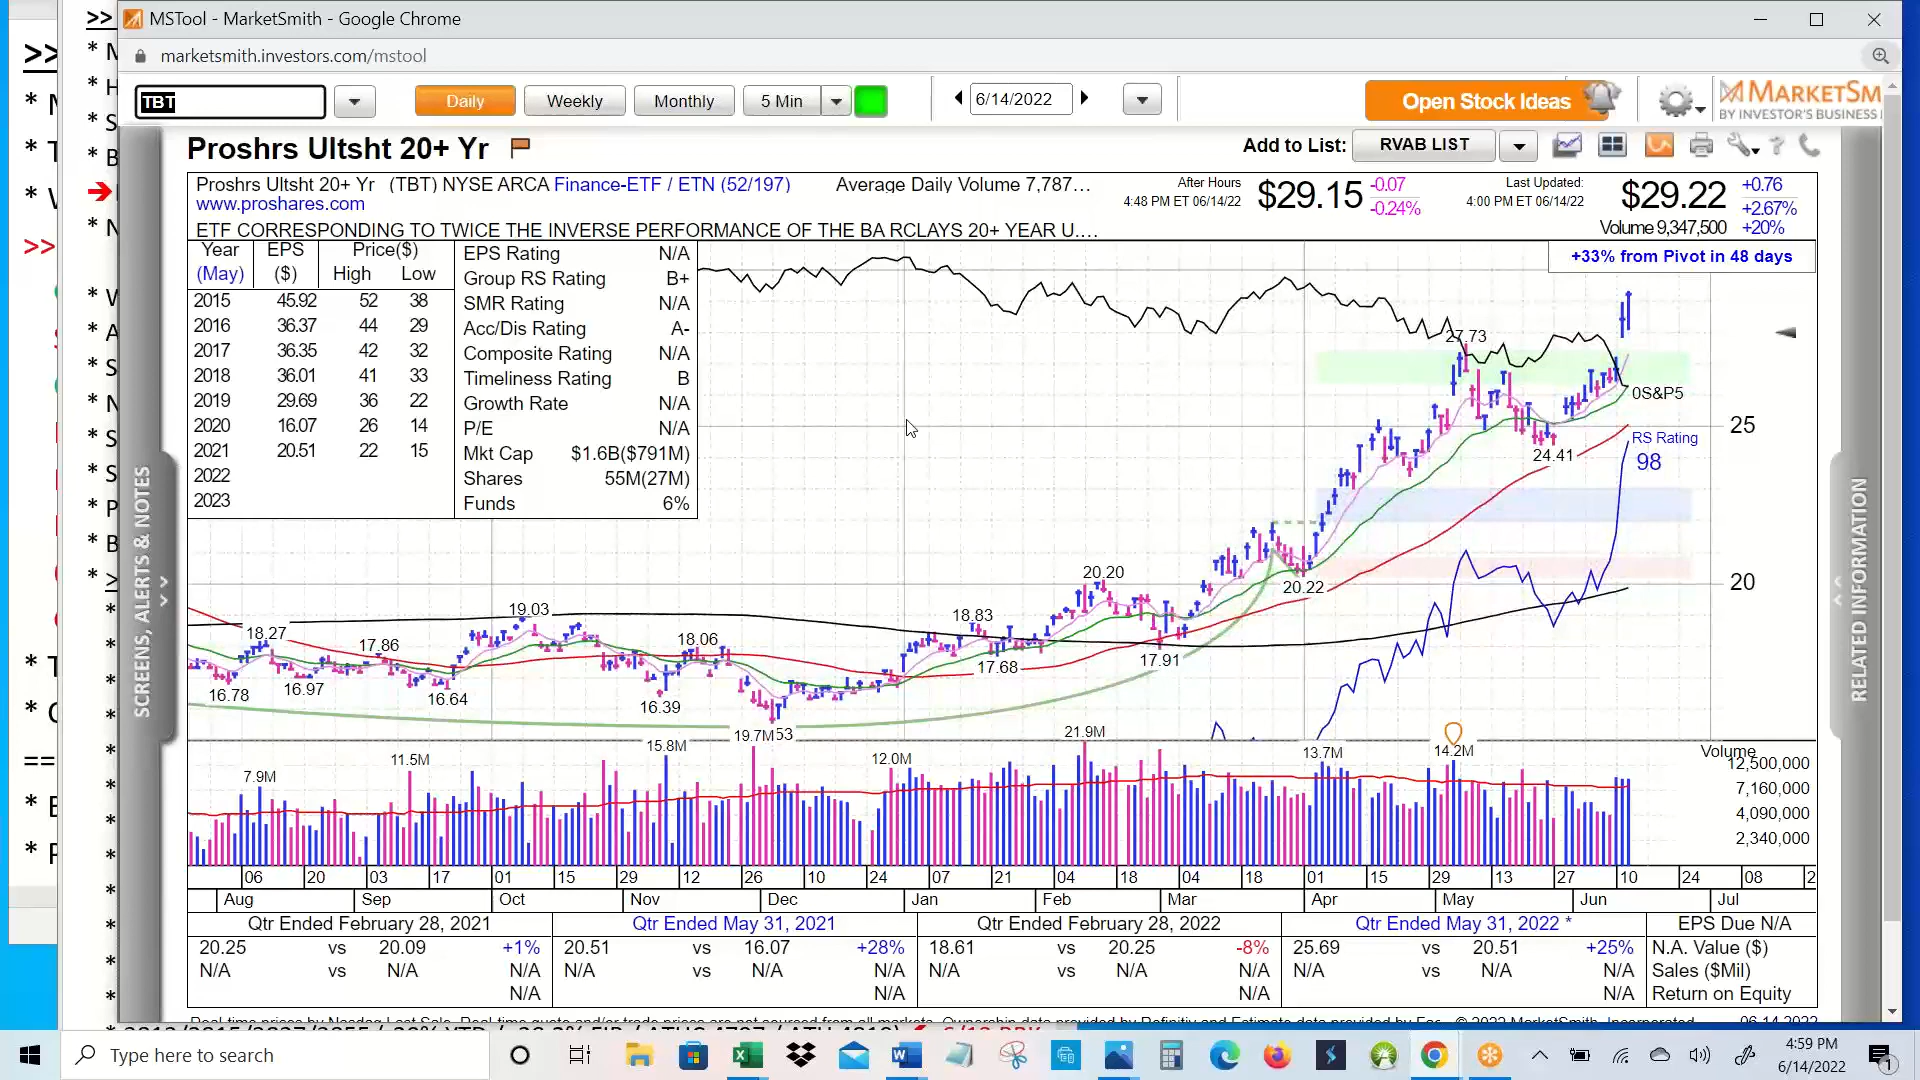 MSTool - MarketSmith - Google Chrome
marketsmith.investors.com/mstool
TBT
Daily
Weekly
Monthly
5 Min
6/14/2022
Open Stock Ideas
MARKETSM
BY INVESTOR'S BUSINESS
Proshrs Ultsht 20+ Yr
Add to List:
RVAB LIST
Proshrs Ultsht 20+ Yr (TBT) NYSE ARCA Finance-ETF / ETN (52/197) Average Daily Volume 7,787...
www.proshares.com
ETF CORRESPONDING TO TWICE THE INVERSE PERFORMANCE OF THE BA RCLAYS 20+ YEAR U....
After Hours
4:48 PM ET 06/14/22
$29.15
-0.07
-0.24%
Last Updated:
4:00 PM ET 06/14/22
$29.22
+0.76
+2.67%
Volume 9,347,500 +20%
+33% from Pivot in 48 days
Year EPS Price($)
(May) ($) High Low
2015 45.92 52 38
2016 36.37 44 29
2017 36.35 42 32
2018 36.01 41 33
2019 29.69 36 22
2020 16.07 26 14
2021 20.51 22 15
2022
2023
EPS Rating N/A
Group RS Rating B+
SMR Rating N/A
Acc/Dis Rating A-
Composite Rating N/A
Timeliness Rating B
Growth Rate N/A
P/E N/A
Mkt Cap $1.6B($791M)
Shares 55M(27M)
Funds 6%
27.73
0S&P5
25
RS Rating
98
24.41
20.20
20.22
20
19.03
18.83
18.27
17.86
18.06
17.68
17.91
16.78
16.97
16.64
16.39
53
7.9M
11.5M
15.8M
19.7M
12.0M
21.9M
13.7M
14.2M
Volume
12,500,000
7,160,000
4,090,000
2,340,000
06 20 03 17 01 15 29 12 26 10 24 07 21 04 18 04 18 01 15 29 13 27 10 24 08 2
Aug Sep Oct Nov Dec Jan Feb Mar Apr May Jun Jul
Qtr Ended February 28, 2021 Qtr Ended May 31, 2021 Qtr Ended February 28, 2022 Qtr Ended May 31, 2022 * EPS Due N/A
20.25 vs 20.09 +1% 20.51 vs 16.07 +28% 18.61 vs 20.25 -8% 25.69 vs 20.51 +25% N.A. Value ($)
N/A vs N/A N/A N/A vs N/A N/A N/A vs N/A N/A N/A vs N/A N/A Sales ($Mil)
N/A N/A N/A N/A Return on Equity
SCREENS, ALERTS & NOTES
RELATED INFORMATION
Type here to search
4:59 PM
6/14/2022
1